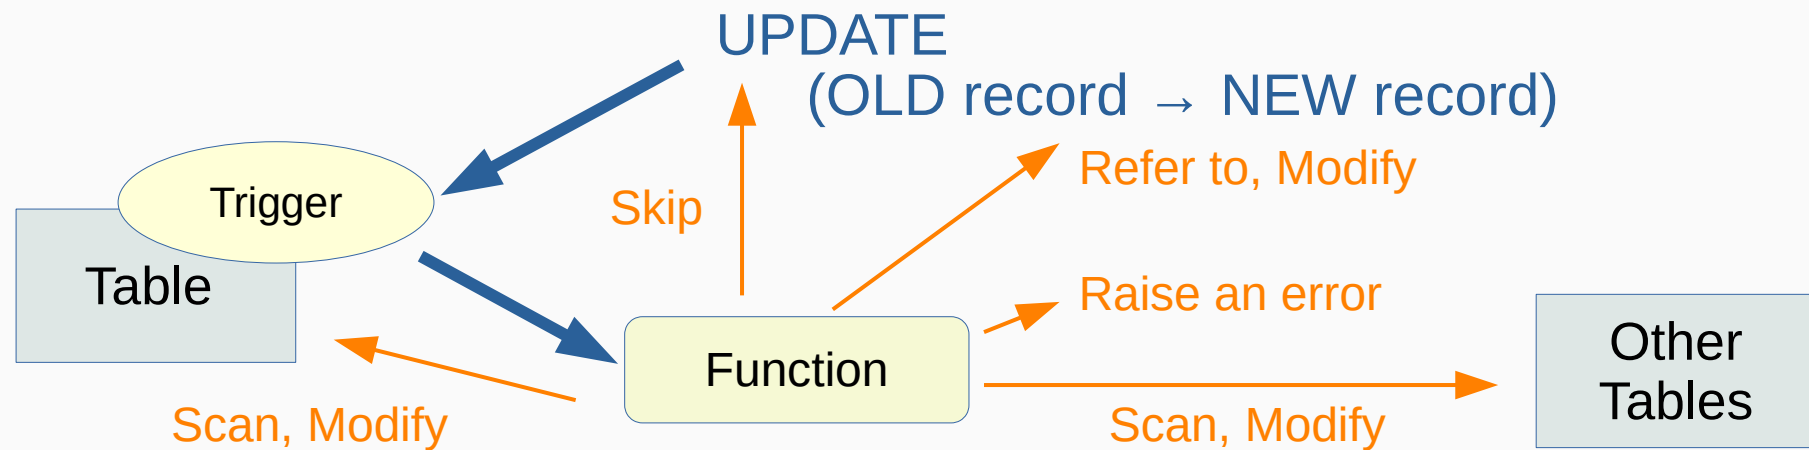 UPDATE
(OLD record → NEW record)
Refer to, Modify
Trigger
Skip
Table
Raise an error
Function
Other
Tables
Scan, Modify
Scan, Modify